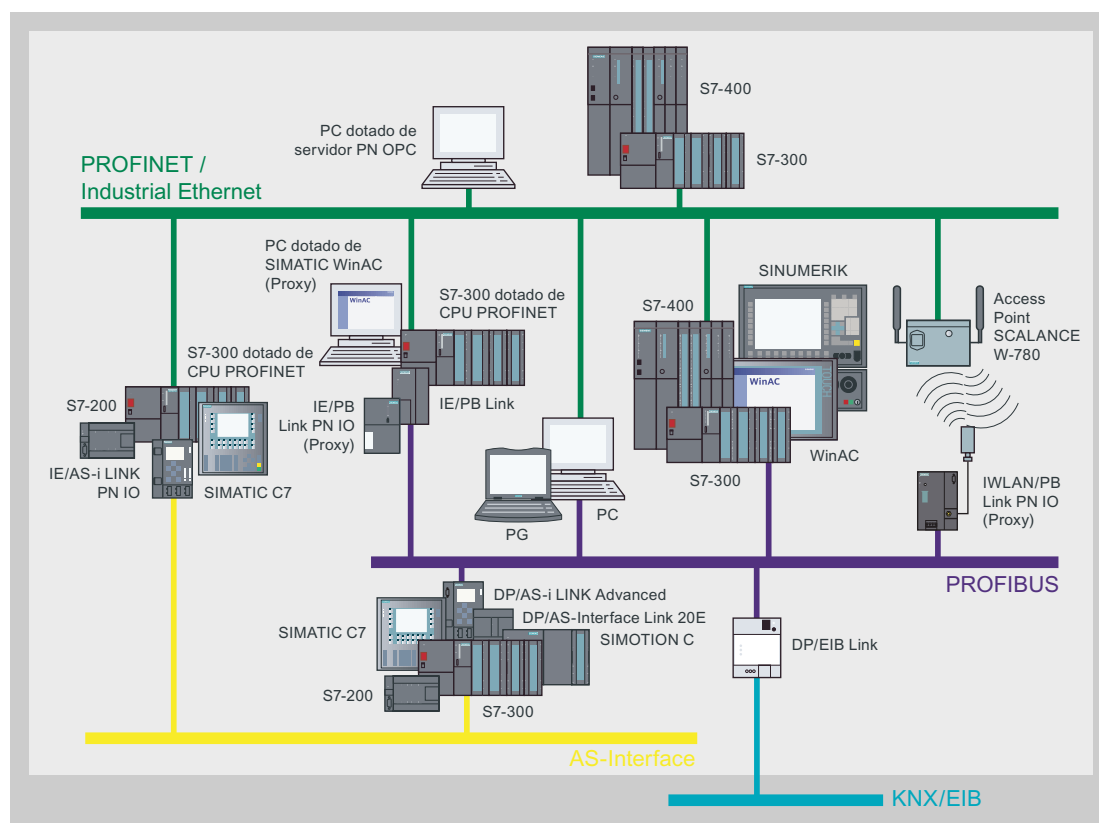 S7-400
PC dotado de
servidor PN OPC
S7-300
PROFINET /
Industrial Ethernet
PC dotado de
SIMATIC WinAC
(Proxy)
WinAC
S7-300 dotado de
CPU PROFINET
IE/PB Link
IE/PB
Link PN IO
(Proxy)
S7-300 dotado de
CPU PROFINET
S7-200
IE/AS-i LINK
PN IO
SIMATIC C7
PG
PC
SINUMERIK
S7-400
WinAC
WinAC
S7-300
Access
Point
SCALANCE
W-780
IWLAN/PB
Link PN IO
(Proxy)
PROFIBUS
DP/AS-i LINK Advanced
DP/AS-Interface Link 20E
SIMOTION C
SIMATIC C7
S7-200
S7-300
DP/EIB Link
AS-Interface
KNX/EIB